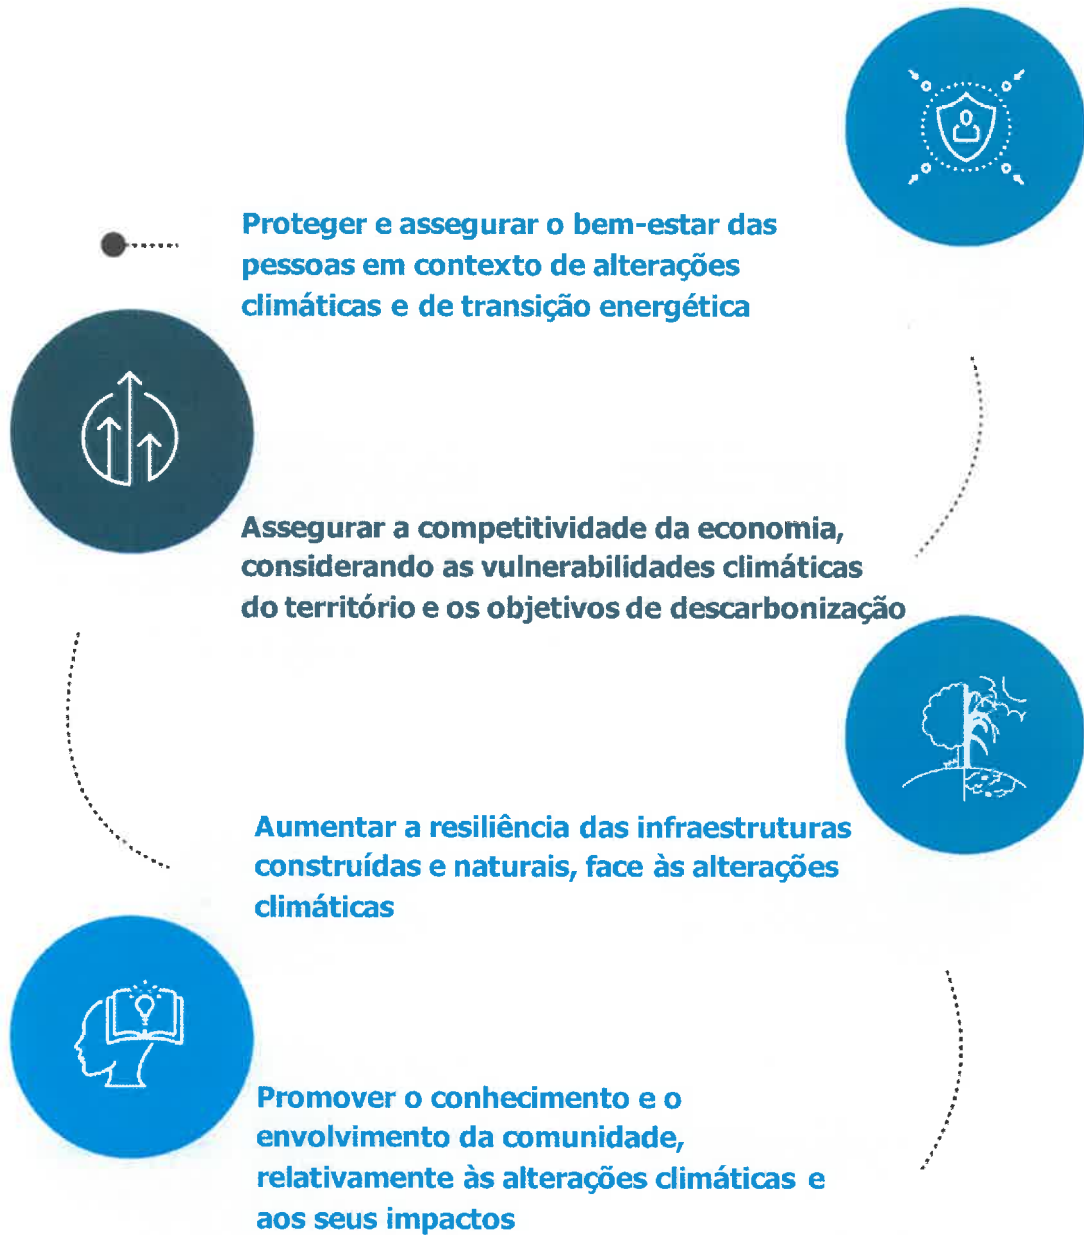 Proteger e assegurar o bem-estar das
pessoas em contexto de alterações
climáticas e de transição energética
Assegurar a competitividade da economia,
considerando as vulnerabilidades climáticas
do território e os objetivos de descarbonização
Aumentar a resiliência das infraestruturas
construídas e naturais, face às alterações
climáticas
Promover o conhecimento e o
envolvimento da comunidade,
relativamente às alterações climáticas e
aos seus impactos